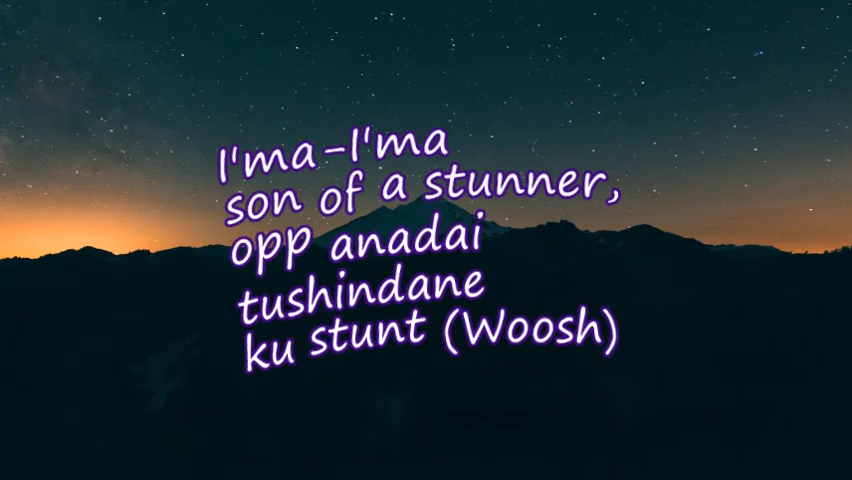 I'ma-I'ma
son of a stunner,
opp anadai
tushindane
ku stunt (Woosh)